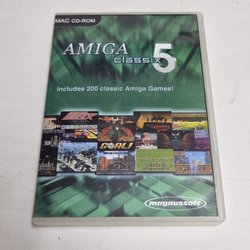 MAC CD-ROM
AMIGA
classix 5
Includes 200 classic Amiga Games!
GOAL!
magnussoft